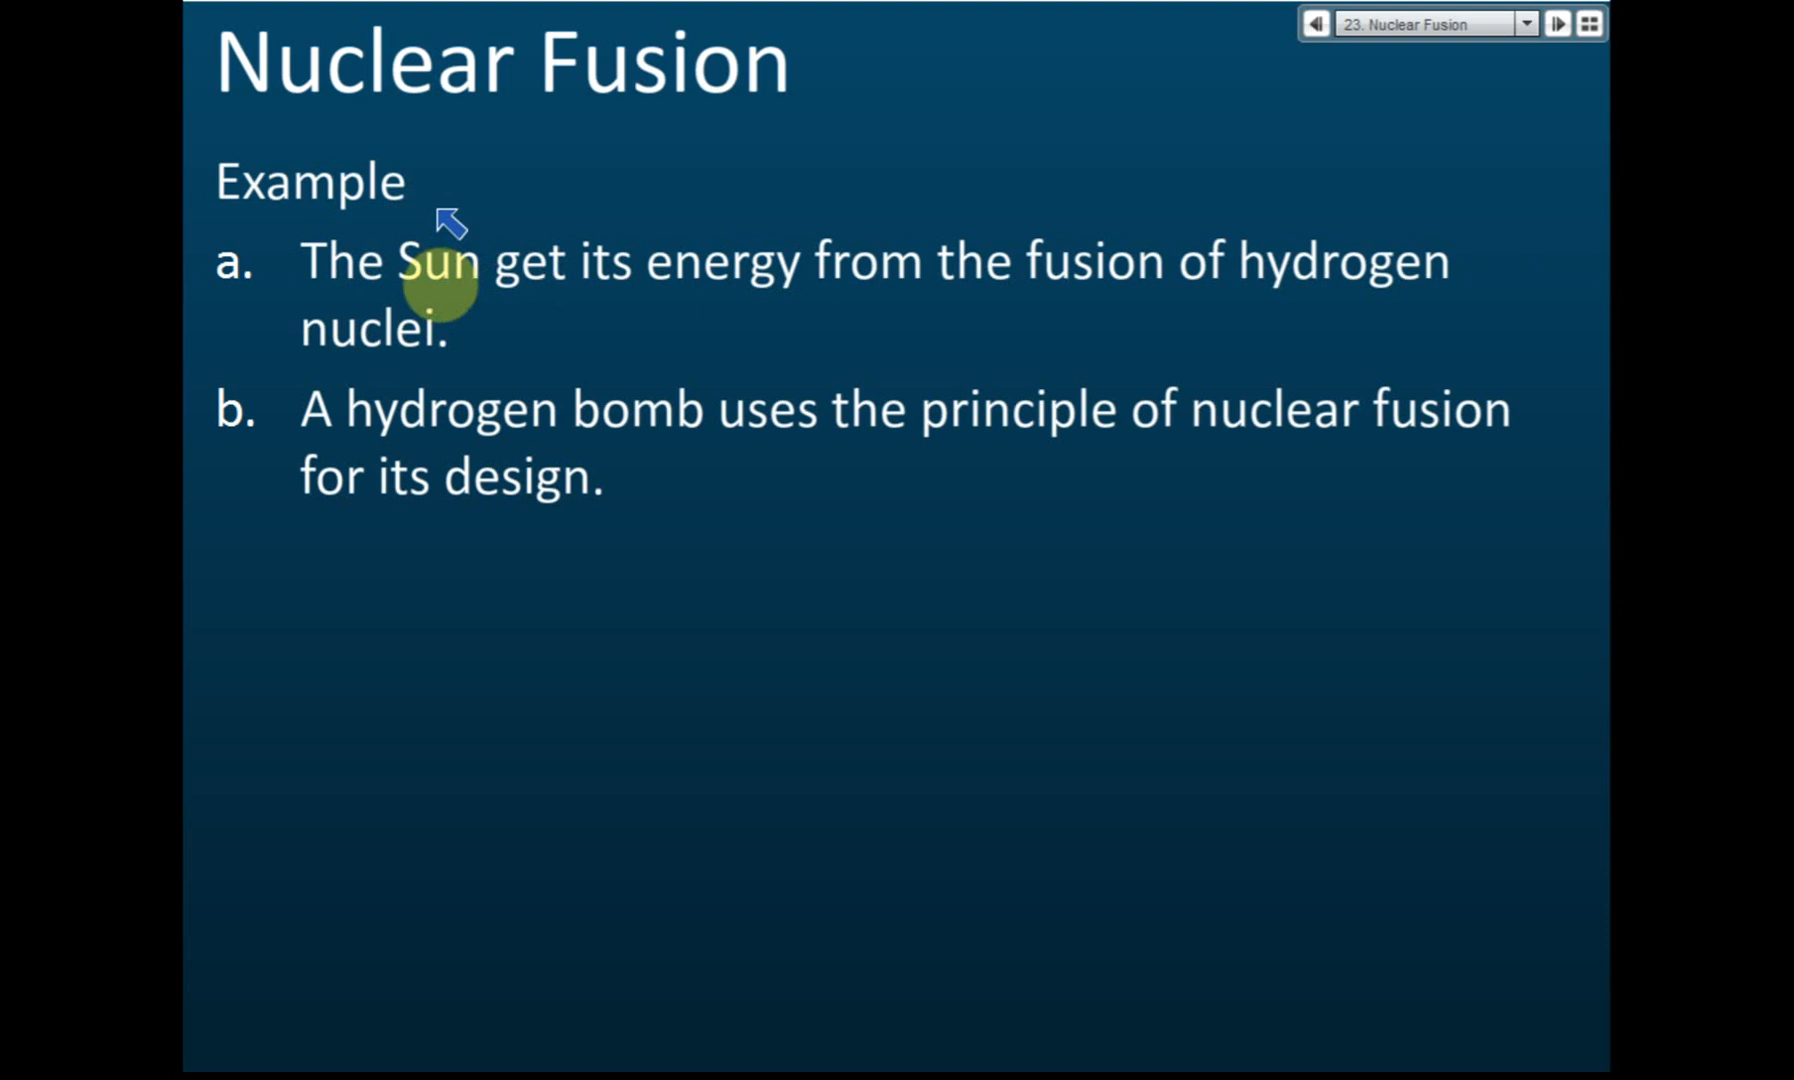 23. Nuclear Fusion
Nuclear Fusion
Example
a. The Sun get its energy from the fusion of hydrogen
nuclei.
b. A hydrogen bomb uses the principle of nuclear fusion
for its design.